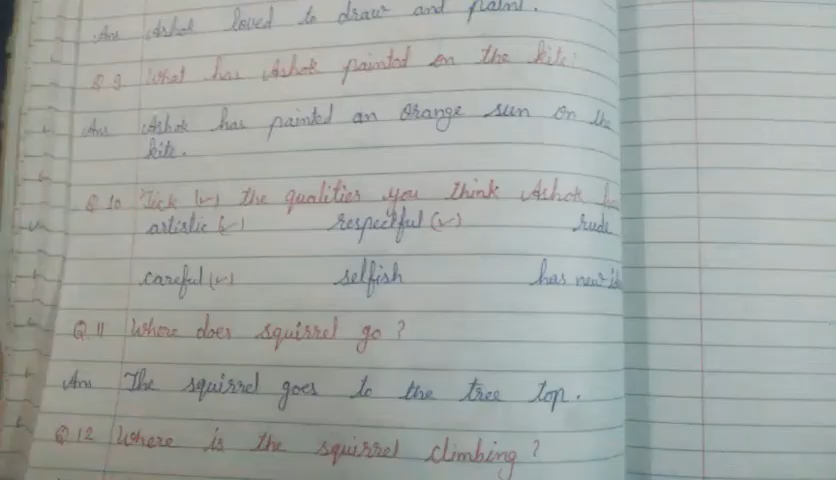 Ans Ashok loved to draw and paint.
Q 9 What has Ashok painted on the kite?
Ans Ashok has painted an orange sun on the
kite.
Q 10 Tick (✓) the qualities you think Ashok
artistic (✓) respectful (✓) rude
careful (✓) selfish has new
Q 11 Where does squirrel go?
Ans The squirrel goes to the tree top.
Q 12 Where is the squirrel climbing?